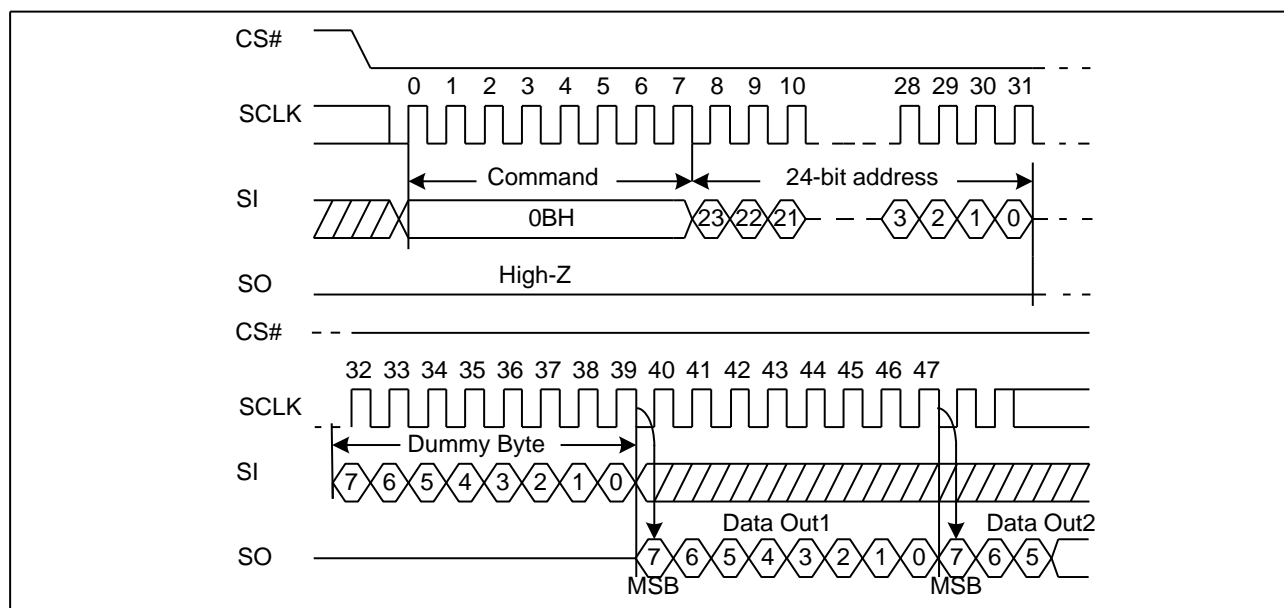 CS#
0 1 2 3 4 5 6 7 8 9 10 28 29 30 31
SCLK
Command 24-bit address
SI
0BH 23 22 21 3 2 1 0
High-Z
SO
CS#
32 33 34 35 36 37 38 39 40 41 42 43 44 45 46 47
SCLK
Dummy Byte
SI
7 6 5 4 3 2 1 0
Data Out1 Data Out2
SO
7 6 5 4 3 2 1 0 7 6 5
MSB MSB